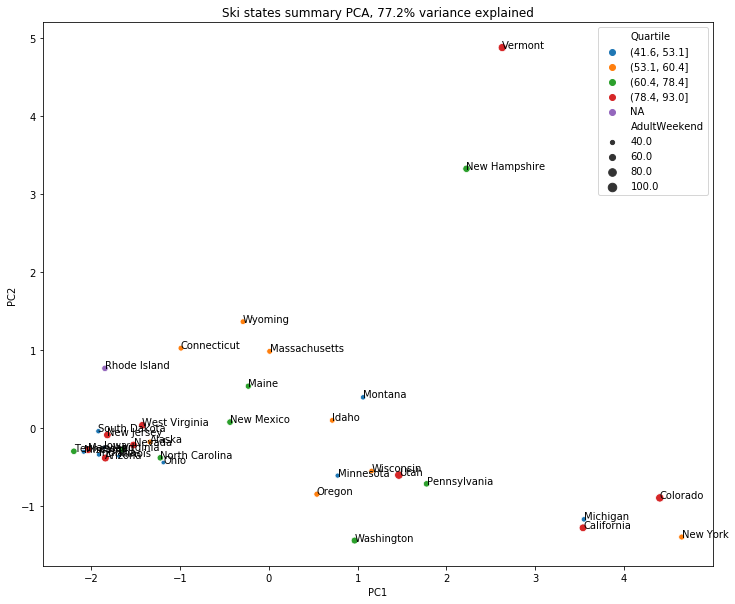 Ski states summary PCA, 77.2% variance explained
5
4
3
2
1
0
−1
PC2
−2
−1
0
1
2
3
4
PC1
Quartile
(41.6, 53.1]
(53.1, 60.4]
(60.4, 78.4]
(78.4, 93.0]
NA
AdultWeekend
40.0
60.0
80.0
100.0
Vermont
New Hampshire
Wyoming
Connecticut
Massachusetts
Rhode Island
Maine
Montana
New Mexico
Idaho
West Virginia
South Dakota
New Jersey
Alaska
Nevada
North Carolina
Ohio
Arizona
Wisconsin
Minnesota
Utah
Pennsylvania
Oregon
Washington
Colorado
Michigan
California
New York